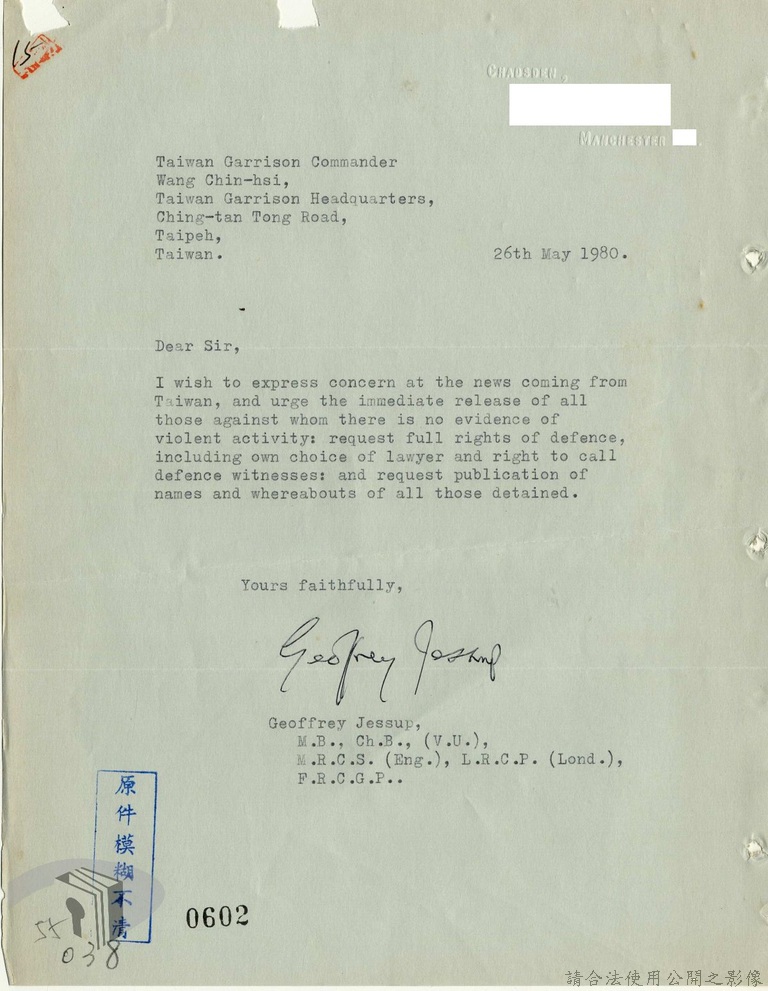 15
CHADSDEN,
MANCHESTER
Taiwan Garrison Commander
Wang Chin-hsi,
Taiwan Garrison Headquarters,
Ching-tan Tong Road,
Taipeh,
Taiwan. 26th May 1980.
Dear Sir,
I wish to express concern at the news coming from
Taiwan, and urge the immediate release of all
those against whom there is no evidence of
violent activity: request full rights of defence,
including own choice of lawyer and right to call
defence witnesses: and request publication of
names and whereabouts of all those detained.
Yours faithfully,
Geoffrey Jessup
Geoffrey Jessup,
M.B., Ch.B., (V.U.),
M.R.C.S. (Eng.), L.R.C.P. (Lond.),
F.R.C.G.P..
原件模糊不清
0602
55
038
請合法使用公開之影像